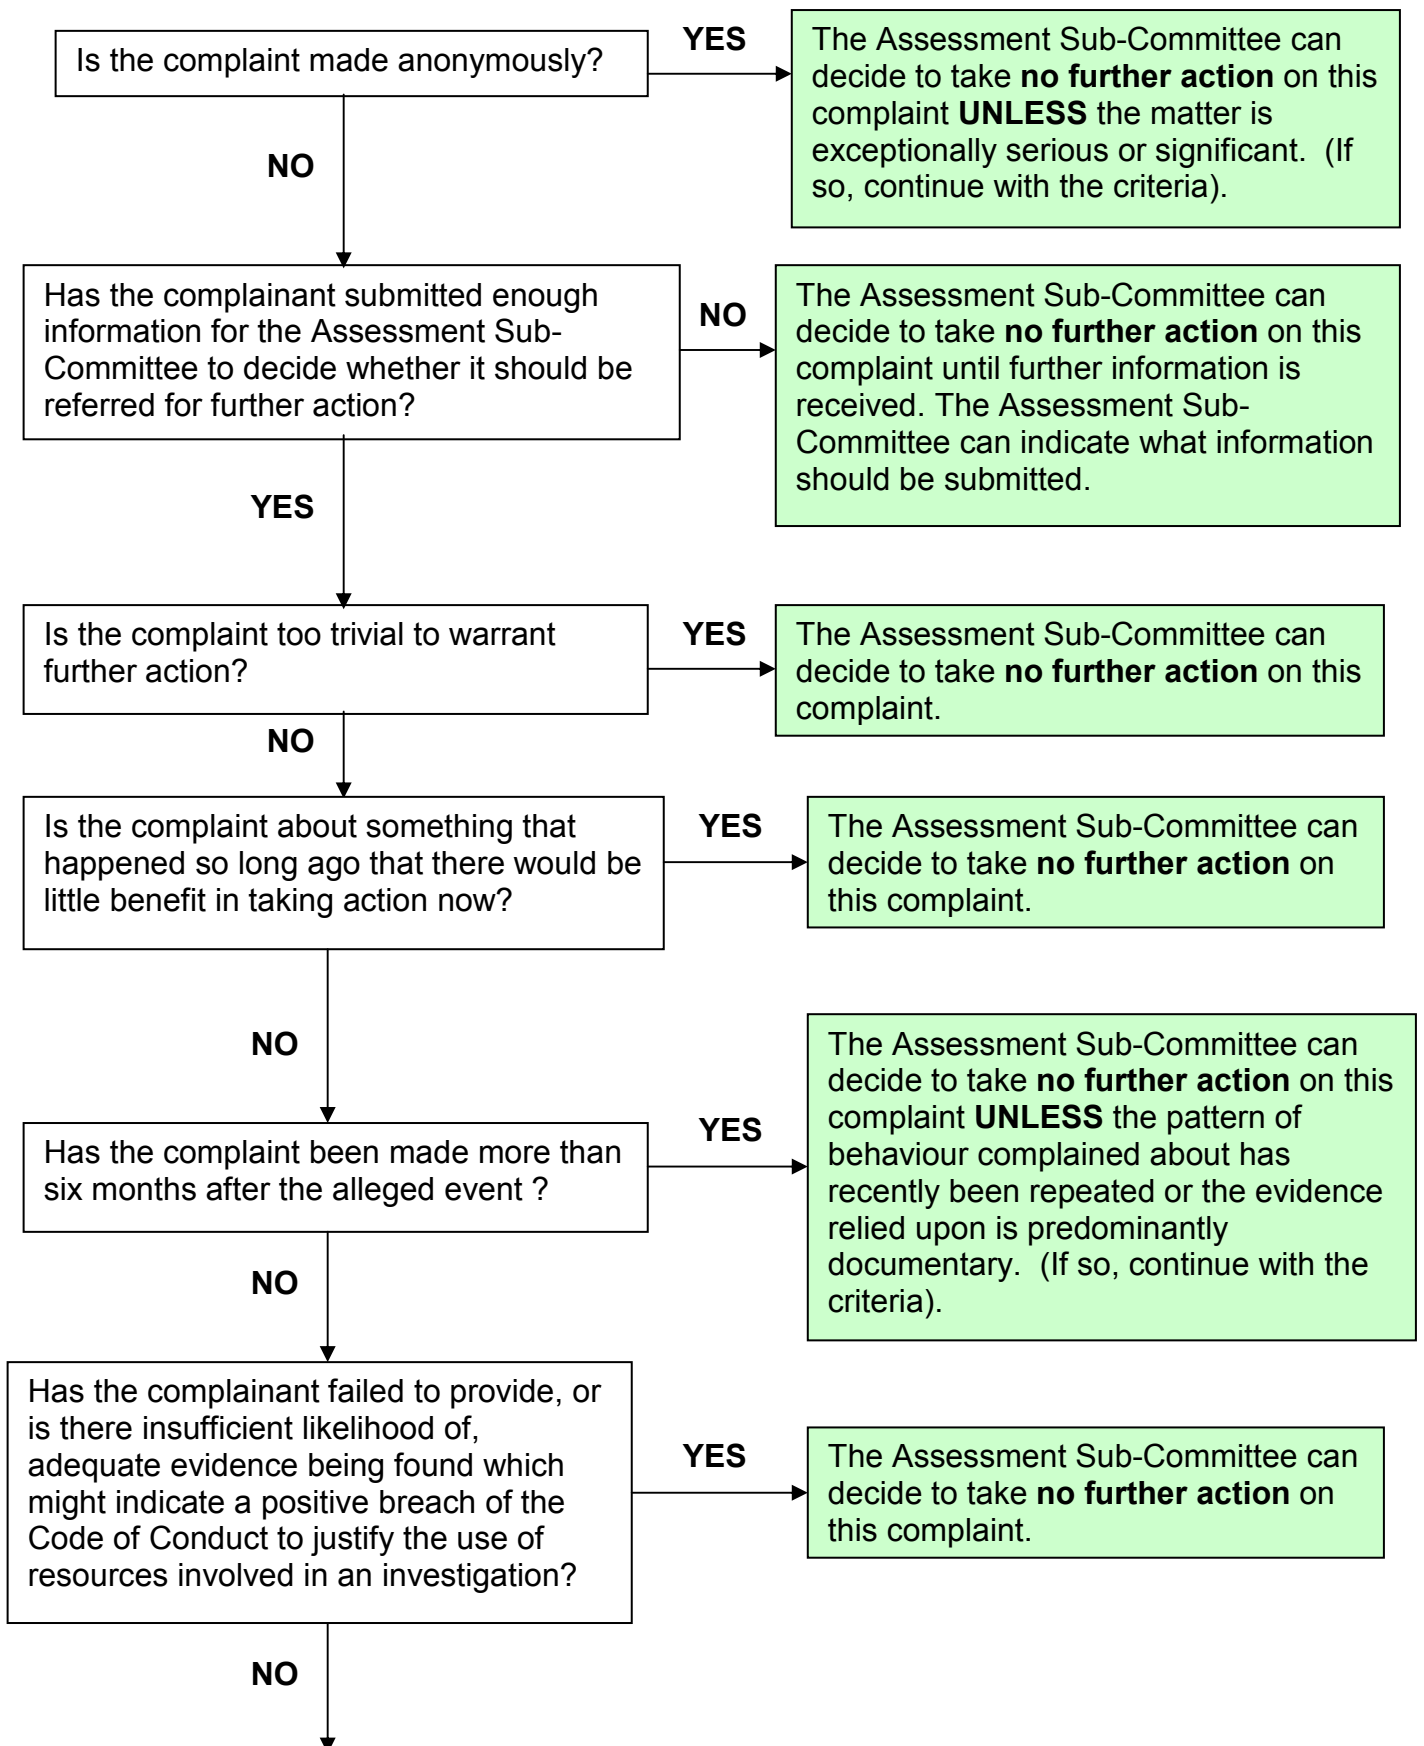 Is the complaint made anonymously?
YES
The Assessment Sub-Committee can
decide to take no further action on this
complaint UNLESS the matter is
exceptionally serious or significant.  (If
so, continue with the criteria).
NO
Has the complainant submitted enough
information for the Assessment Sub-
Committee to decide whether it should be
referred for further action?
NO
The Assessment Sub-Committee can
decide to take no further action on this
complaint until further information is
received. The Assessment Sub-
Committee can indicate what information
should be submitted.
YES
Is the complaint too trivial to warrant
further action?
YES
The Assessment Sub-Committee can
decide to take no further action on this
complaint.
NO
Is the complaint about something that
happened so long ago that there would be
little benefit in taking action now?
YES
The Assessment Sub-Committee can
decide to take no further action on
this complaint.
NO
Has the complaint been made more than
six months after the alleged event ?
YES
The Assessment Sub-Committee can
decide to take no further action on this
complaint UNLESS the pattern of
behaviour complained about has
recently been repeated or the evidence
relied upon is predominantly
documentary.  (If so, continue with the
criteria).
NO
Has the complainant failed to provide, or
is there insufficient likelihood of,
adequate evidence being found which
might indicate a positive breach of the
Code of Conduct to justify the use of
resources involved in an investigation?
YES
The Assessment Sub-Committee can
decide to take no further action on
this complaint.
NO